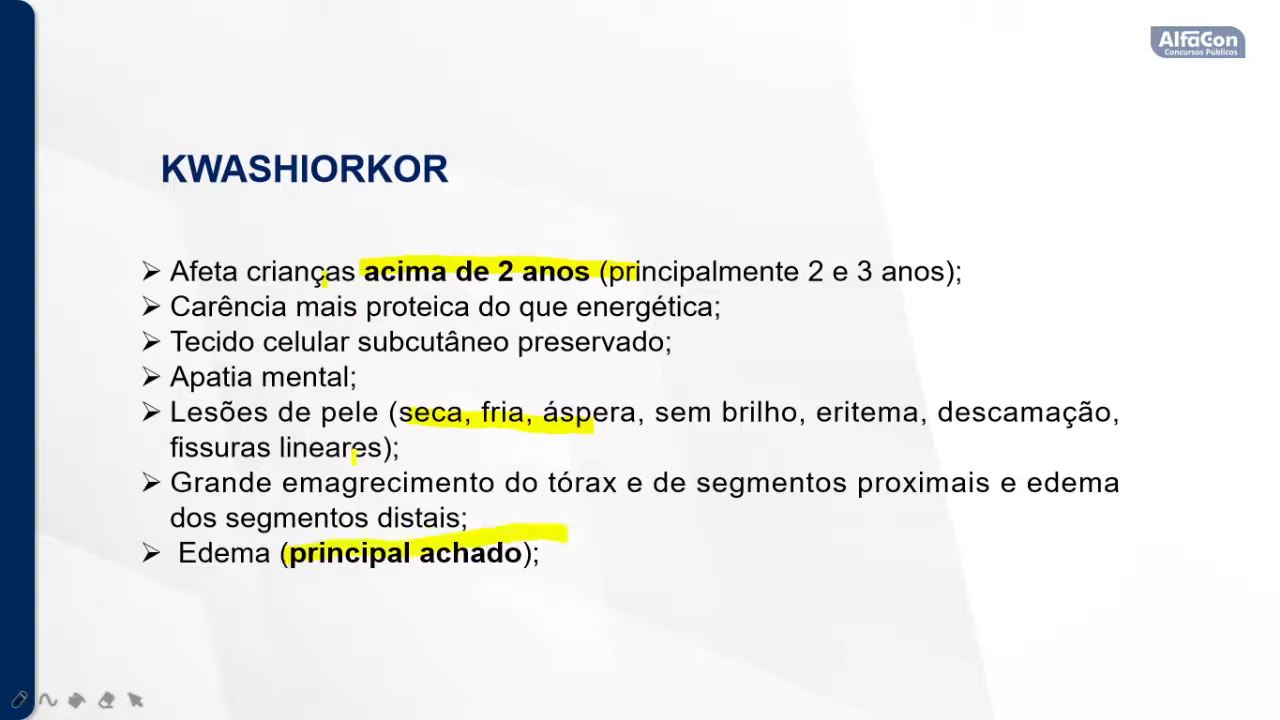 AlfaCon
Concursos Públicos
KWASHIORKOR
➢ Afeta crianças acima de 2 anos (principalmente 2 e 3 anos);
➢ Carência mais proteica do que energética;
➢ Tecido celular subcutâneo preservado;
➢ Apatia mental;
➢ Lesões de pele (seca, fria, áspera, sem brilho, eritema, descamação,
fissuras lineares);
➢ Grande emagrecimento do tórax e de segmentos proximais e edema
dos segmentos distais;
➢ Edema (principal achado);